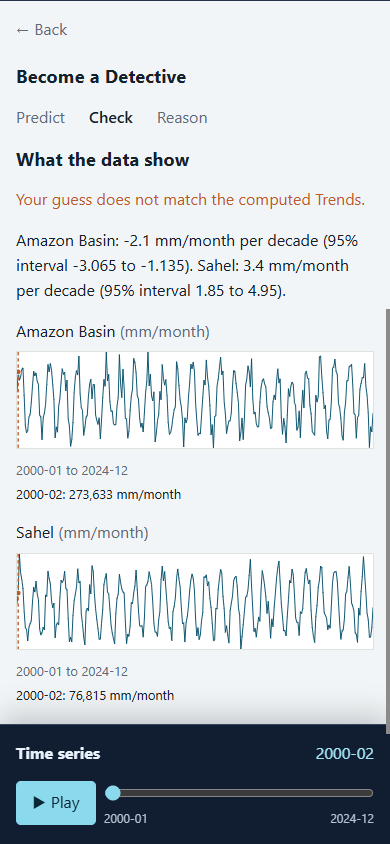 ← Back
Become a Detective
Predict Check Reason
What the data show
Your guess does not match the computed Trends.
Amazon Basin: -2.1 mm/month per decade (95%
interval -3.065 to -1.135). Sahel: 3.4 mm/month
per decade (95% interval 1.85 to 4.95).
Amazon Basin (mm/month)
2000-01 to 2024-12
2000-02: 273,633 mm/month
Sahel (mm/month)
2000-01 to 2024-12
2000-02: 76,815 mm/month
Time series 2000-02
▶ Play
2000-01 2024-12